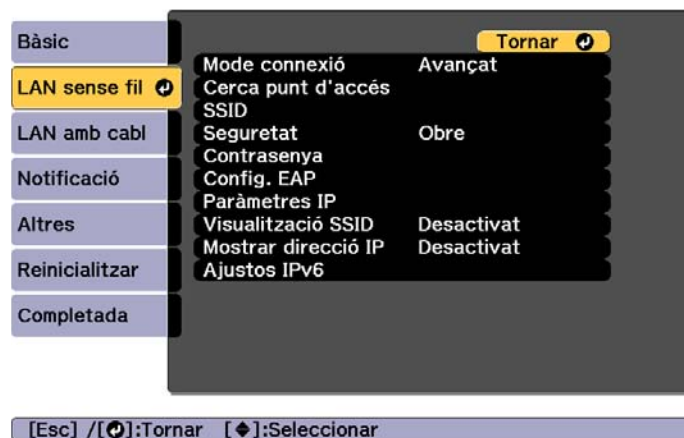 Bàsic
LAN sense fil
LAN amb cabl
Notificació
Altres
Reinicialitzar
Completada
Tornar
Mode connexió Avançat
Cerca punt d'accés
SSID
Seguretat Obre
Contrasenya
Config. EAP
Paràmetres IP
Visualització SSID Desactivat
Mostrar direcció IP Desactivat
Ajustos IPv6
[Esc] /[]:Tornar []:Seleccionar